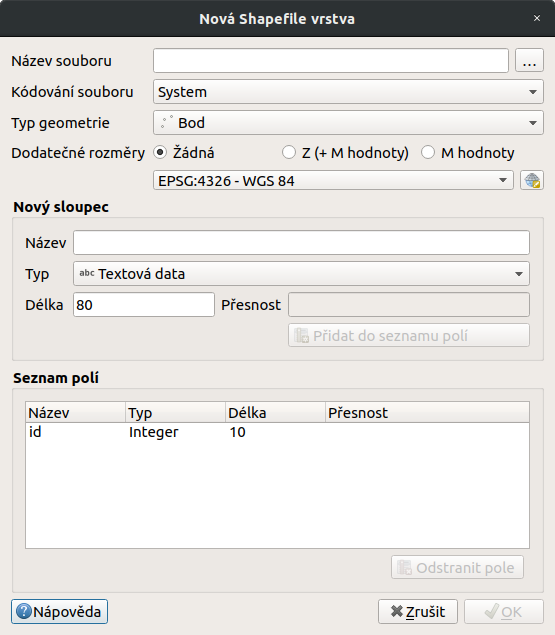 Nová Shapefile vrstva ×
Název souboru ...
Kódování souboru System
Typ geometrie Bod
Dodatečné rozměry Žádná Z (+ M hodnoty) M hodnoty
EPSG:4326 - WGS 84
Nový sloupec
Název
Typ abc Textová data
Délka 80 Přesnost
Přidat do seznamu polí
Seznam polí
Název Typ Délka Přesnost
id Integer 10
Odstranit pole
? Nápověda Zrušit OK